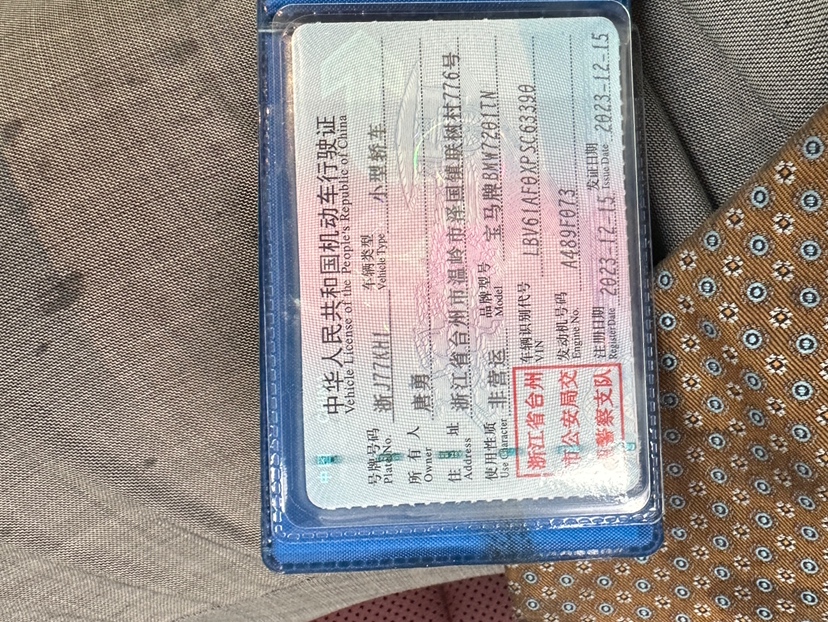 中华人民共和国机动车行驶证
Vehicle License of the People's Republic of China
号牌号码 浙J77KH1 车辆类型 小型轿车
Plate No. Vehicle Type
所有人 唐勇
Owner
住址 浙江省台州市温岭市泽国镇联树村776号
Address
使用性质 非营运 品牌型号 宝马牌BMW7201TN
Use Character Model
浙江省台州
市公安局交
警察支队
车辆识别代号 LBV61AF0XPSC63390
VIN
发动机号码 A489F073
Engine No.
注册日期 2023-12-15 发证日期 2023-12-15
Register Date Issue Date